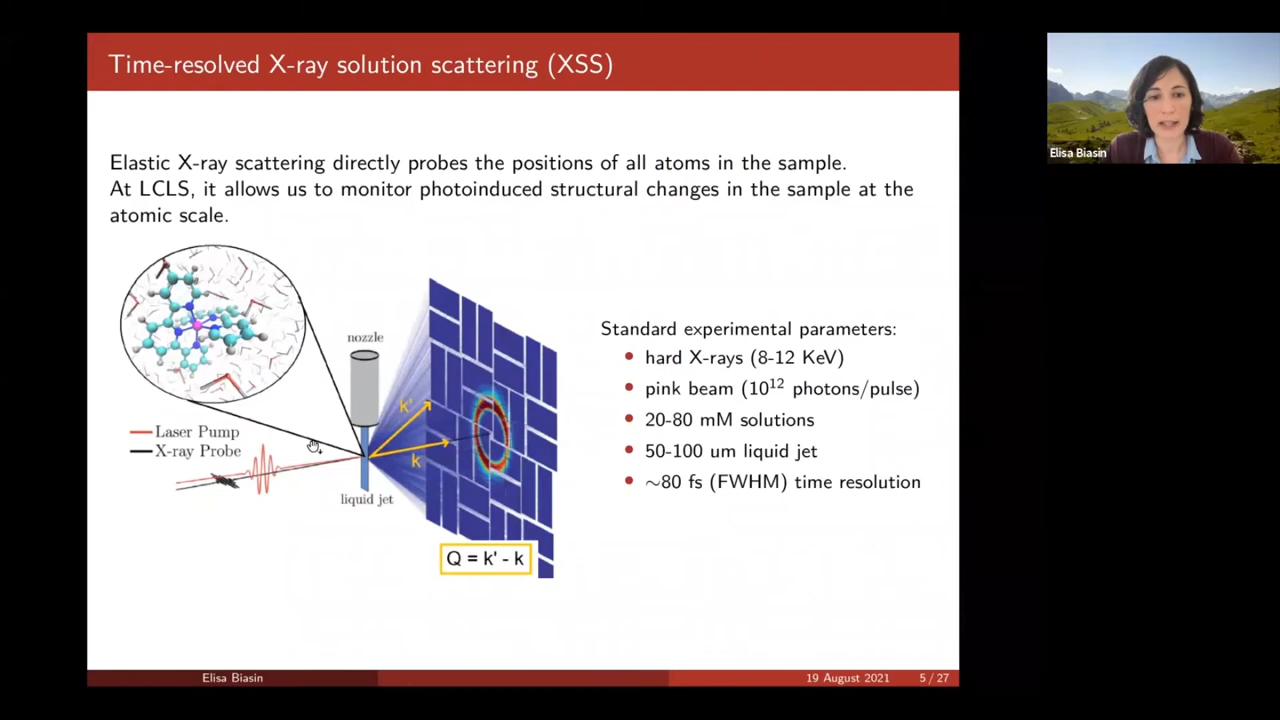 Time-resolved X-ray solution scattering (XSS)
Elisa Biasin
Elastic X-ray scattering directly probes the positions of all atoms in the sample.
At LCLS, it allows us to monitor photoinduced structural changes in the sample at the
atomic scale.
nozzle
k'
k
Laser Pump
X-ray Probe
liquid jet
Q = k' - k
Standard experimental parameters:
hard X-rays (8-12 KeV)
pink beam (10¹² photons/pulse)
20-80 mM solutions
50-100 um liquid jet
~80 fs (FWHM) time resolution
Elisa Biasin
19 August 2021
5 / 27